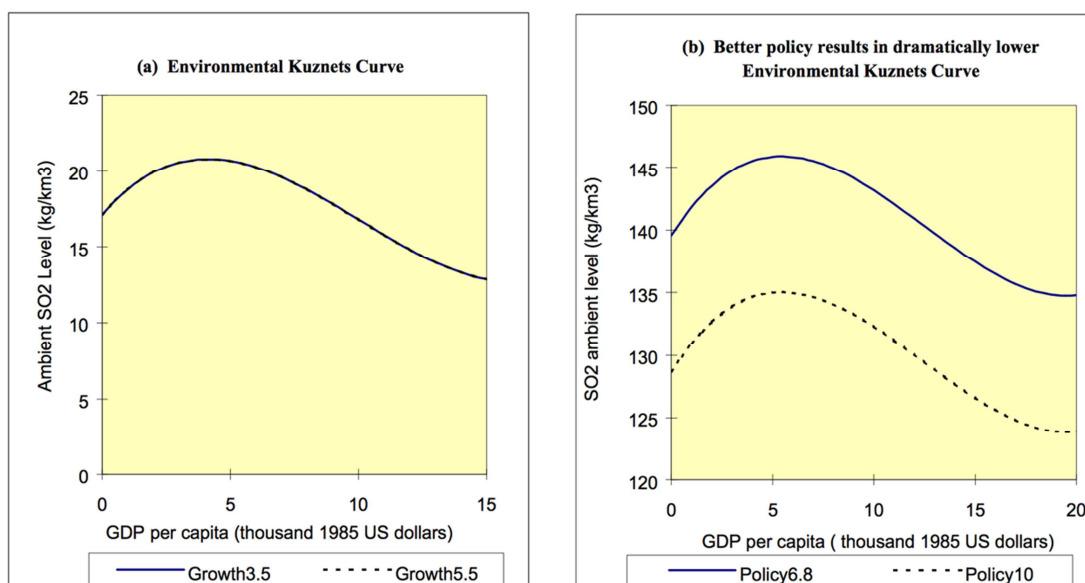 (a) Environmental Kuznets Curve
25
20
15
10
5
0
Ambient SO2 Level (kg/km3)
0 5 10 15
GDP per capita (thousand 1985 US dollars)
Growth3.5 Growth5.5
(b) Better policy results in dramatically lower
Environmental Kuznets Curve
150
145
140
135
130
125
120
SO2 ambient level (kg/km3)
0 5 10 15 20
GDP per capita ( thousand 1985 US dollars)
Policy6.8 Policy10